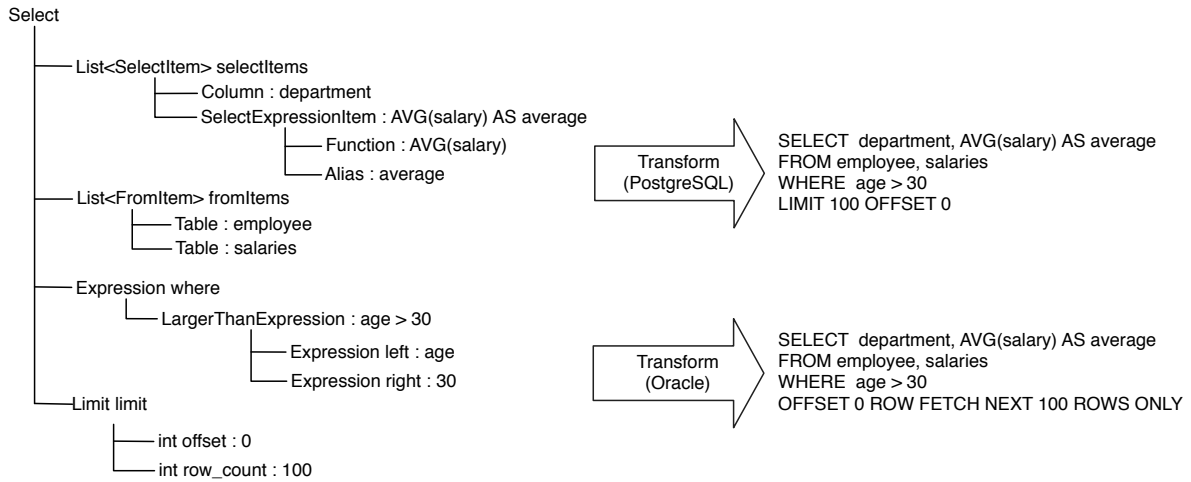 Select
List<SelectItem> selectItems
Column : department
SelectExpressionItem : AVG(salary) AS average
Function : AVG(salary)
Alias : average
List<FromItem> fromItems
Table : employee
Table : salaries
Expression where
LargerThanExpression : age > 30
Expression left : age
Expression right : 30
Limit limit
int offset : 0
int row_count : 100
Transform
(PostgreSQL)
SELECT department, AVG(salary) AS average
FROM employee, salaries
WHERE age > 30
LIMIT 100 OFFSET 0
Transform
(Oracle)
SELECT department, AVG(salary) AS average
FROM employee, salaries
WHERE age > 30
OFFSET 0 ROW FETCH NEXT 100 ROWS ONLY